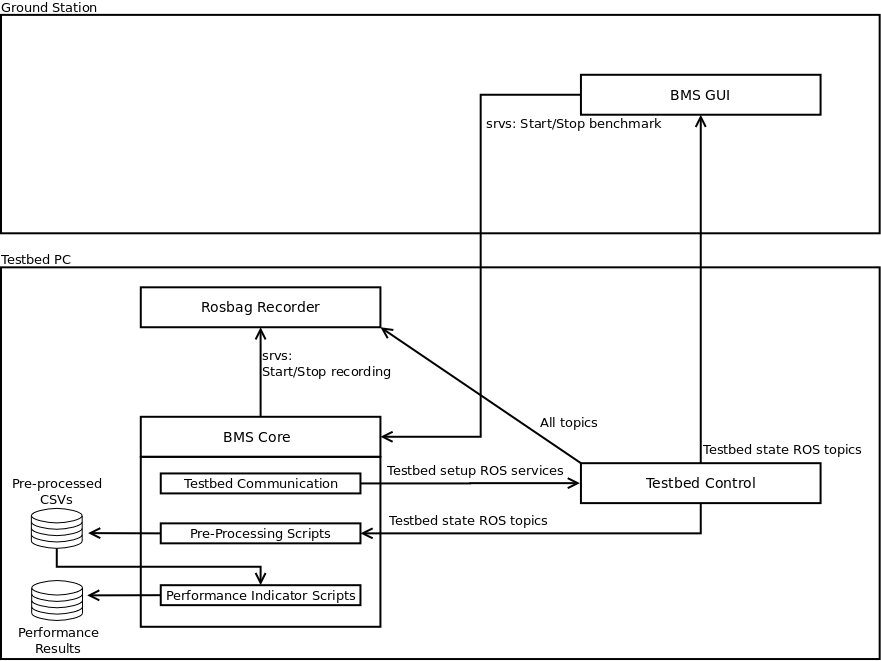 Ground Station
BMS GUI
srvs: Start/Stop benchmark
Testbed PC
Rosbag Recorder
srvs:
Start/Stop recording
All topics
BMS Core
Testbed state ROS topics
Testbed setup ROS services
Testbed Communication
Testbed Control
Pre-processed
CSVs
Testbed state ROS topics
Pre-Processing Scripts
Performance Indicator Scripts
Performance
Results